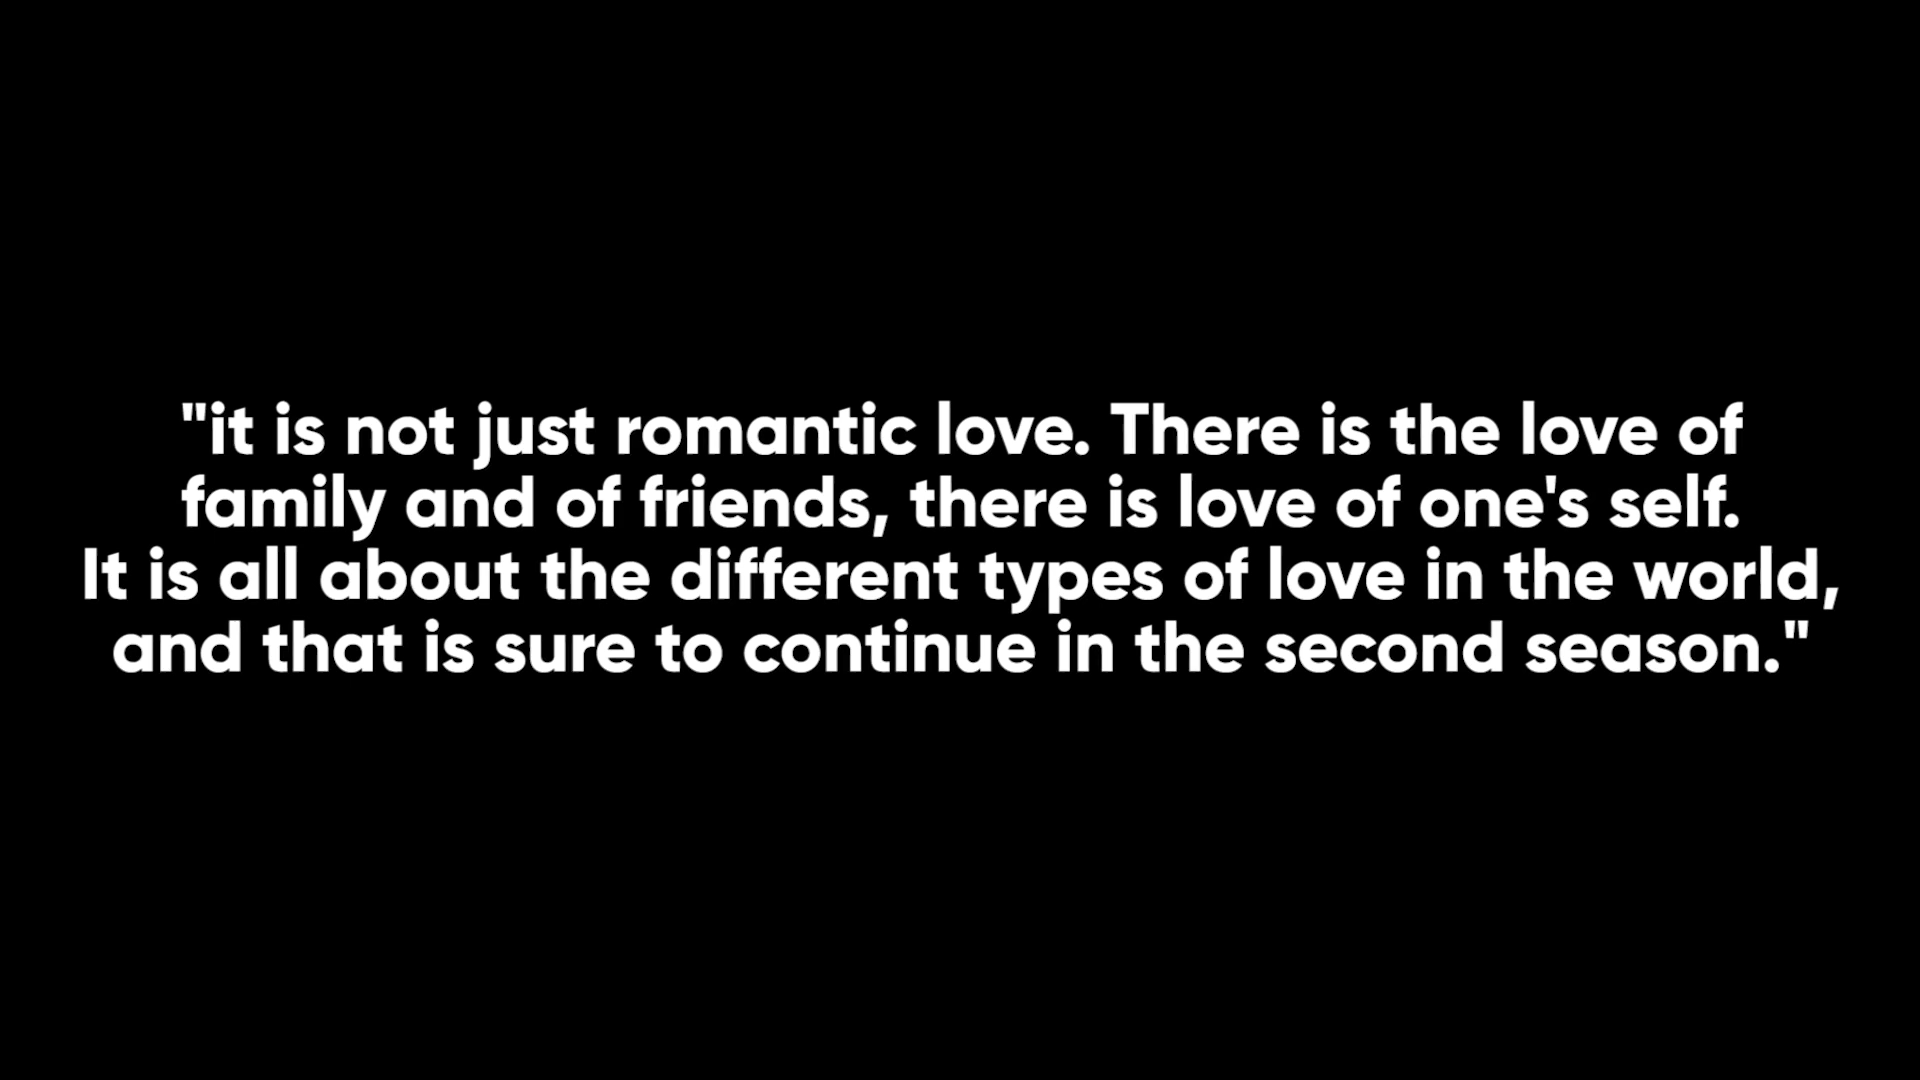 "it is not just romantic love. There is the love of
family and of friends, there is love of one's self.
It is all about the different types of love in the world,
and that is sure to continue in the second season."